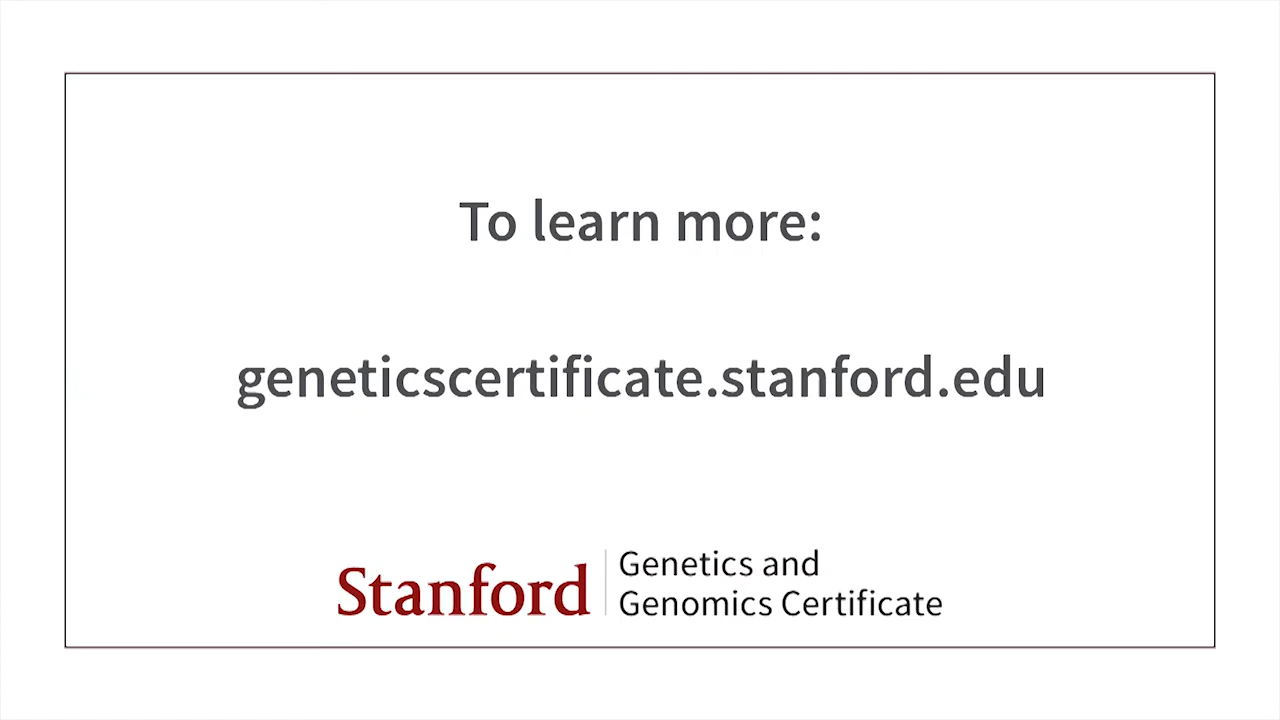 To learn more:
geneticscertificate.stanford.edu
Stanford
Genetics and
Genomics Certificate